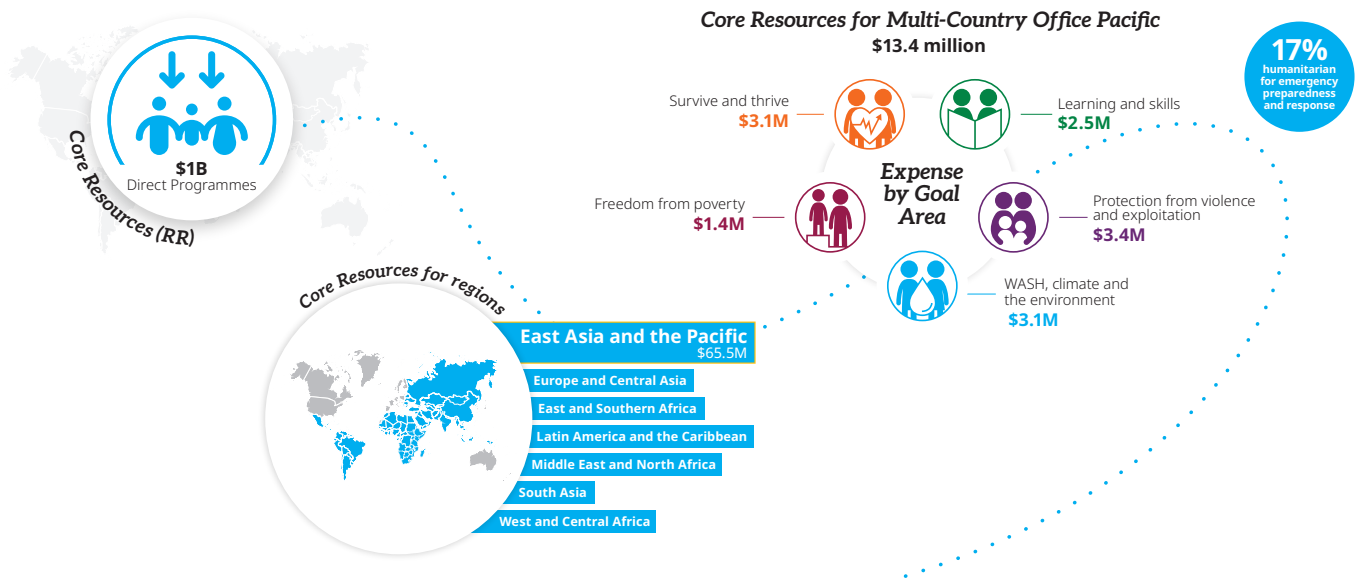 Core Resources for Multi-Country Office Pacific
$13.4 million
17%
humanitarian
for emergency
preparedness
and response
$1B
Direct Programmes
Core Resources (RR)
Survive and thrive
$3.1M
Learning and skills
$2.5M
Expense
by Goal
Area
Freedom from poverty
$1.4M
Protection from violence
and exploitation
$3.4M
WASH, climate and
the environment
$3.1M
Core Resources for regions
East Asia and the Pacific
$65.5M
Europe and Central Asia
East and Southern Africa
Latin America and the Caribbean
Middle East and North Africa
South Asia
West and Central Africa